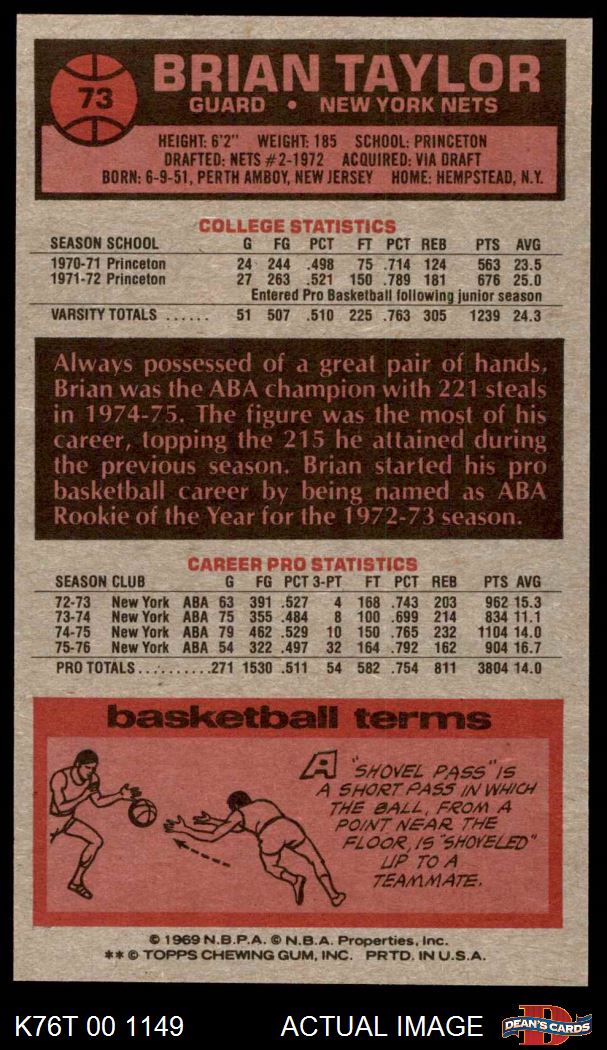 73
BRIAN TAYLOR
GUARD • NEW YORK NETS
HEIGHT: 6'2" WEIGHT: 185 SCHOOL: PRINCETON
DRAFTED: NETS #2-1972 ACQUIRED: VIA DRAFT
BORN: 6-9-51, PERTH AMBOY, NEW JERSEY HOME: HEMPSTEAD, N.Y.
COLLEGE STATISTICS
SEASON SCHOOL G FG PCT FT PCT REB PTS AVG
1970-71 Princeton 24 244 .498 75 .714 124 563 23.5
1971-72 Princeton 27 263 .521 150 .789 181 676 25.0
Entered Pro Basketball following junior season
VARSITY TOTALS ...... 51 507 .510 225 .763 305 1239 24.3
Always possessed of a great pair of hands,
Brian was the ABA champion with 221 steals
in 1974-75. The figure was the most of his
career, topping the 215 he attained during
the previous season. Brian started his pro
basketball career by being named as ABA
Rookie of the Year for the 1972-73 season.
CAREER PRO STATISTICS
SEASON CLUB G FG PCT 3-PT FT PCT REB PTS AVG
72-73 New York ABA 63 391 .527 4 168 .743 203 962 15.3
73-74 New York ABA 75 355 .484 8 100 .699 214 834 11.1
74-75 New York ABA 79 462 .529 10 150 .765 232 1104 14.0
75-76 New York ABA 54 322 .497 32 164 .792 162 904 16.7
PRO TOTALS..........271 1530 .511 54 582 .754 811 3804 14.0
basketball terms
A "SHOVEL PASS" IS
A SHORT PASS IN WHICH
THE BALL, FROM A
POINT NEAR THE
FLOOR, IS "SHOVELED"
UP TO A
TEAMMATE.
© 1969 N.B.P.A. © N.B.A. Properties, Inc.
** © TOPPS CHEWING GUM, INC. PRTD. IN U.S.A.
K76T 00 1149 ACTUAL IMAGE DEAN'S CARDS